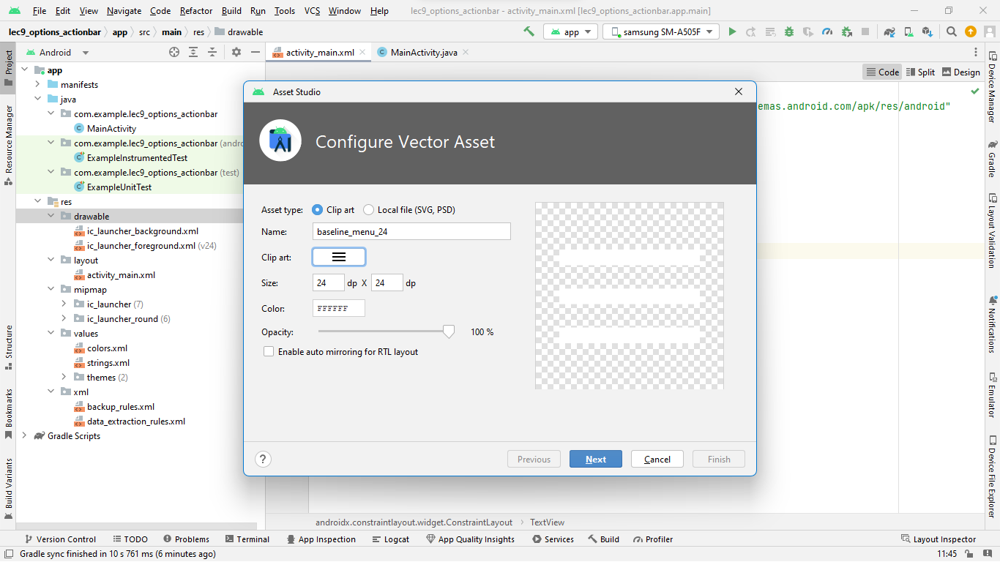 File Edit View Navigate Code Refactor Build Run Tools VCS Window Help lec9_options_actionbar - activity_main.xml [lec9_options_actionbar.app.main]
lec9_options_actionbar app src main res drawable app samsung SM-A505F
Android activity_main.xml MainActivity.java
Code Split Design
Project
Resource Manager
Structure
Bookmarks
Build Variants
app
manifests
java
com.example.lec9_options_actionbar
MainActivity
com.example.lec9_options_actionbar (andro
ExampleInstrumentedTest
com.example.lec9_options_actionbar (test)
ExampleUnitTest
res
drawable
ic_launcher_background.xml
ic_launcher_foreground.xml (v24)
layout
activity_main.xml
mipmap
ic_launcher (7)
ic_launcher_round (6)
values
colors.xml
strings.xml
themes (2)
xml
backup_rules.xml
data_extraction_rules.xml
Gradle Scripts
emas.android.com/apk/res/android"
Asset Studio
Configure Vector Asset
Asset type: Clip art Local file (SVG, PSD)
Name: baseline_menu_24
Clip art:
Size: 24 dp X 24 dp
Color: FFFFFF
Opacity: 100 %
Enable auto mirroring for RTL layout
? Previous Next Cancel Finish
Device Manager
Gradle
Layout Validation
Notifications
Emulator
Device File Explorer
androidx.constraintlayout.widget.ConstraintLayout TextView
Version Control TODO Problems Terminal App Inspection Logcat App Quality Insights Services Build Profiler Layout Inspector
Gradle sync finished in 10 s 761 ms (6 minutes ago) 11:45